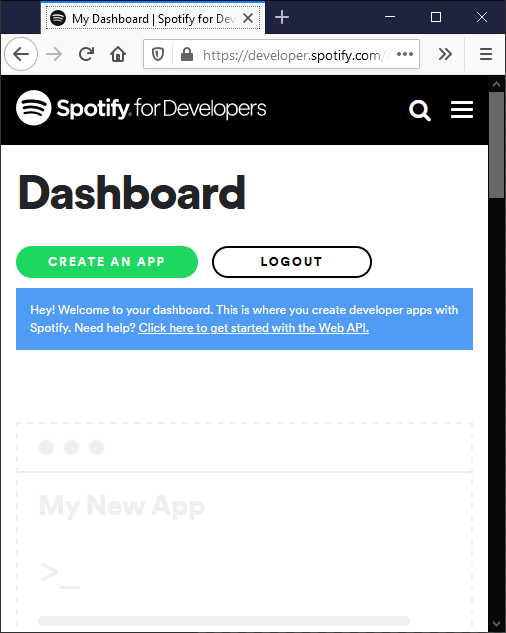 My Dashboard | Spotify for Dev
https://developer.spotify.com/
Spotify for Developers
Dashboard
CREATE AN APP
LOGOUT
Hey! Welcome to your dashboard. This is where you create developer apps with
Spotify. Need help? Click here to get started with the Web API.
My New App
>_